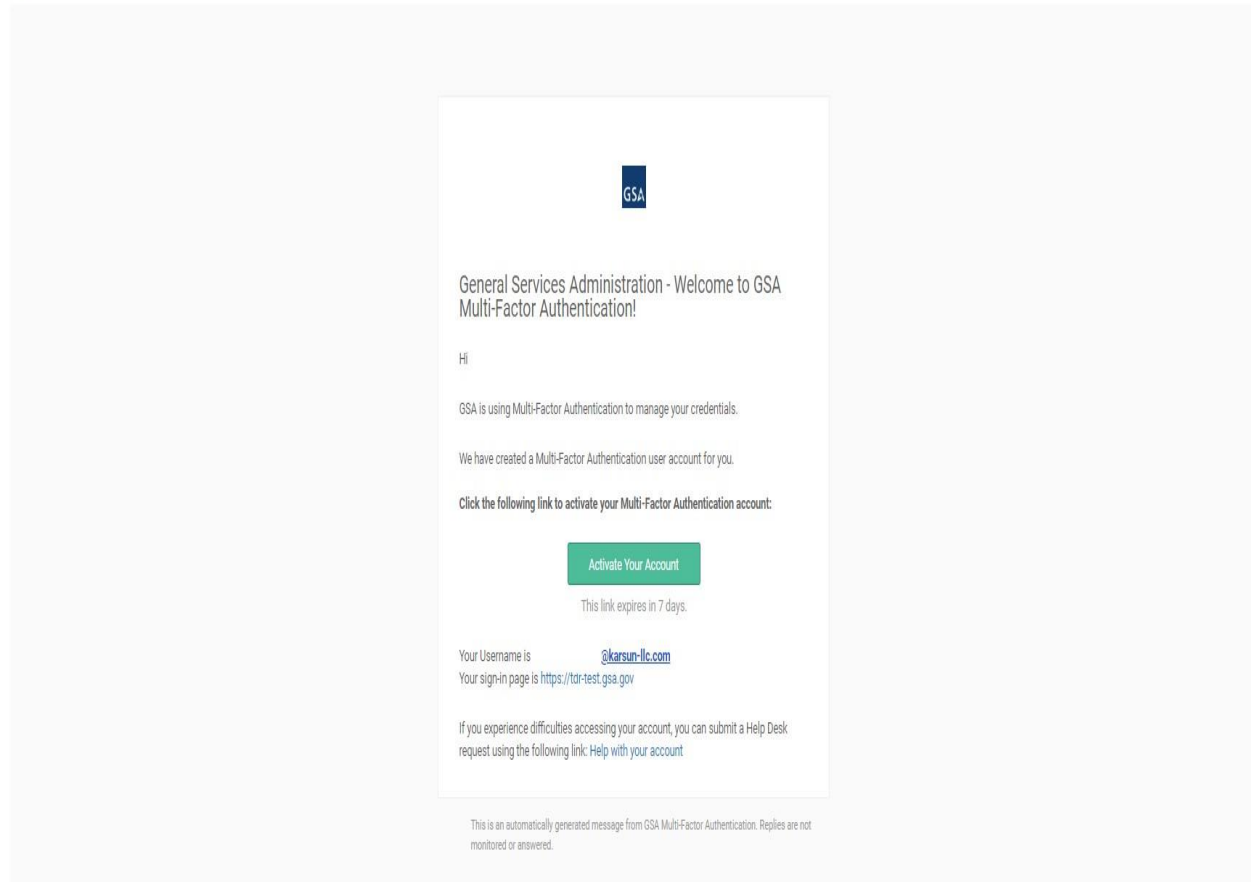 GSA
General Services Administration - Welcome to GSA
Multi-Factor Authentication!
Hi
GSA is using Multi-Factor Authentication to manage your credentials.
We have created a Multi-Factor Authentication user account for you.
Click the following link to activate your Multi-Factor Authentication account:
Activate Your Account
This link expires in 7 days.
Your Username is @karsun-llc.com
Your sign-in page is https://tdr-test.gsa.gov
If you experience difficulties accessing your account, you can submit a Help Desk
request using the following link: Help with your account
This is an automatically generated message from GSA Multi-Factor Authentication. Replies are not
monitored or answered.